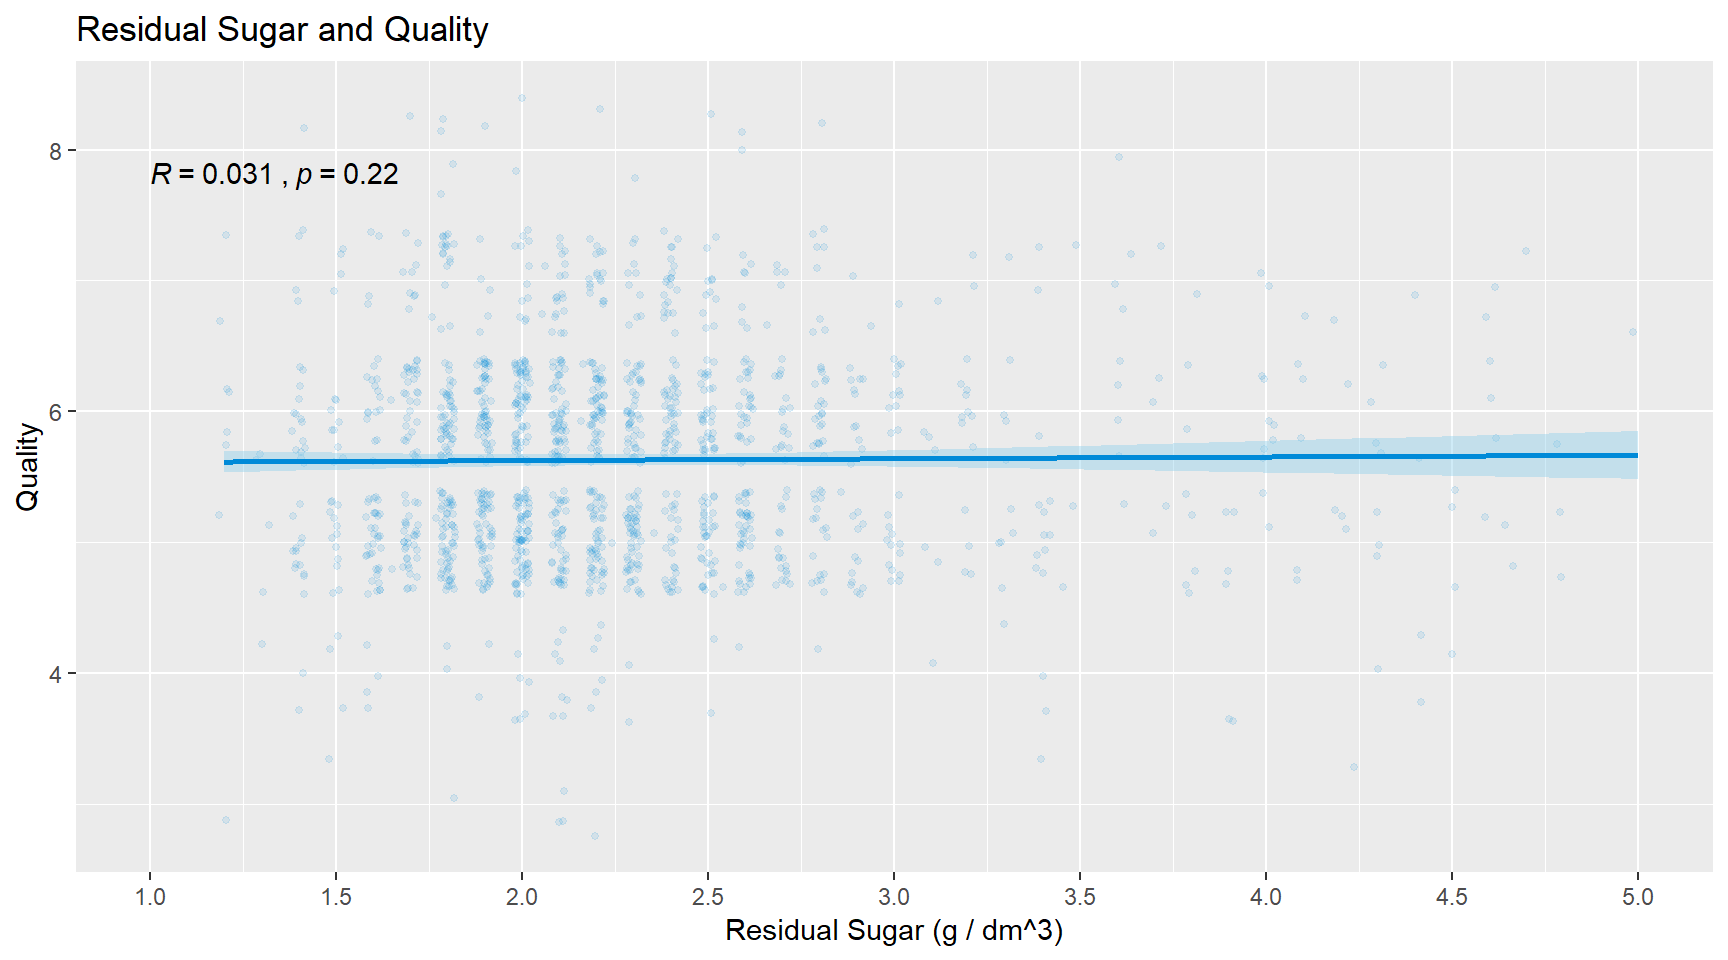 Residual Sugar and Quality
R = 0.031 , p = 0.22
8
6
4
Quality
1.0 1.5 2.0 2.5 3.0 3.5 4.0 4.5 5.0
Residual Sugar (g / dm^3)